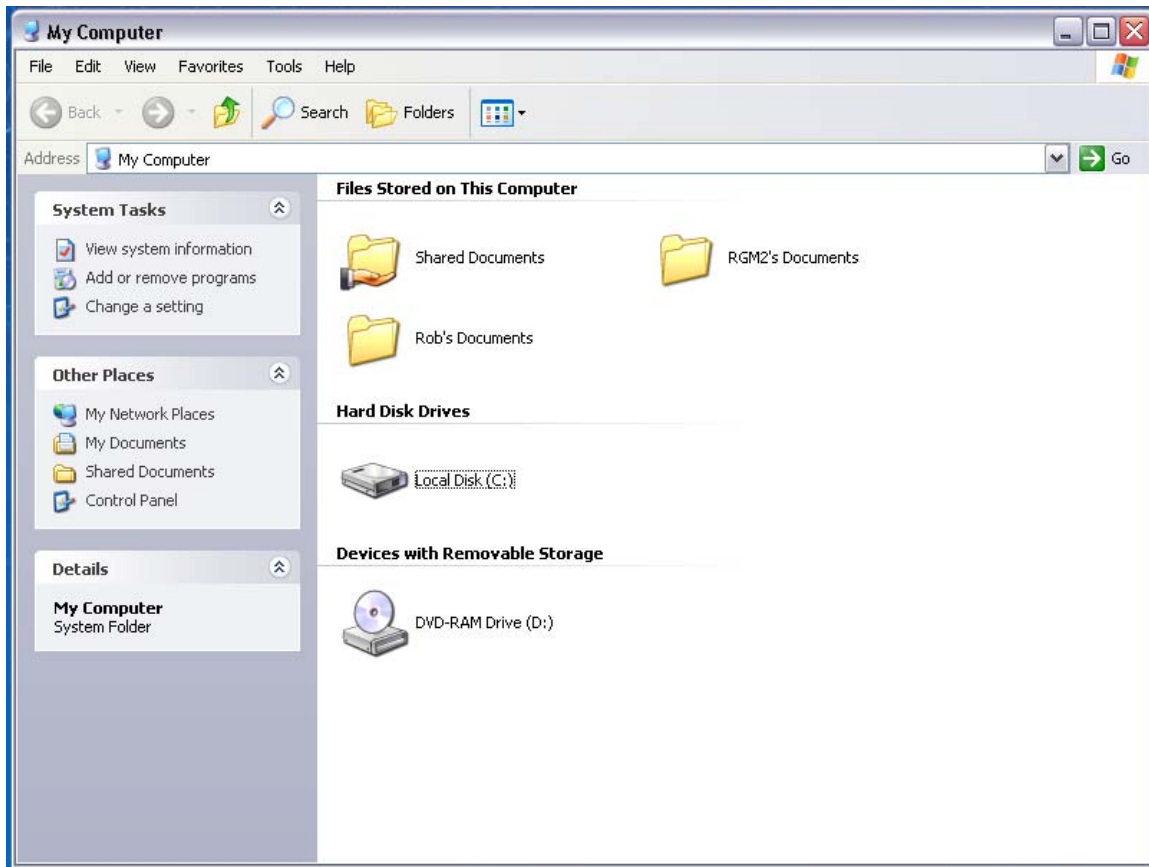 My Computer
File Edit View Favorites Tools Help
Back Search Folders
Address My Computer Go
System Tasks
View system information
Add or remove programs
Change a setting
Other Places
My Network Places
My Documents
Shared Documents
Control Panel
Details
My Computer
System Folder
Files Stored on This Computer
Shared Documents RGM2's Documents
Rob's Documents
Hard Disk Drives
Local Disk (C:)
Devices with Removable Storage
DVD-RAM Drive (D:)